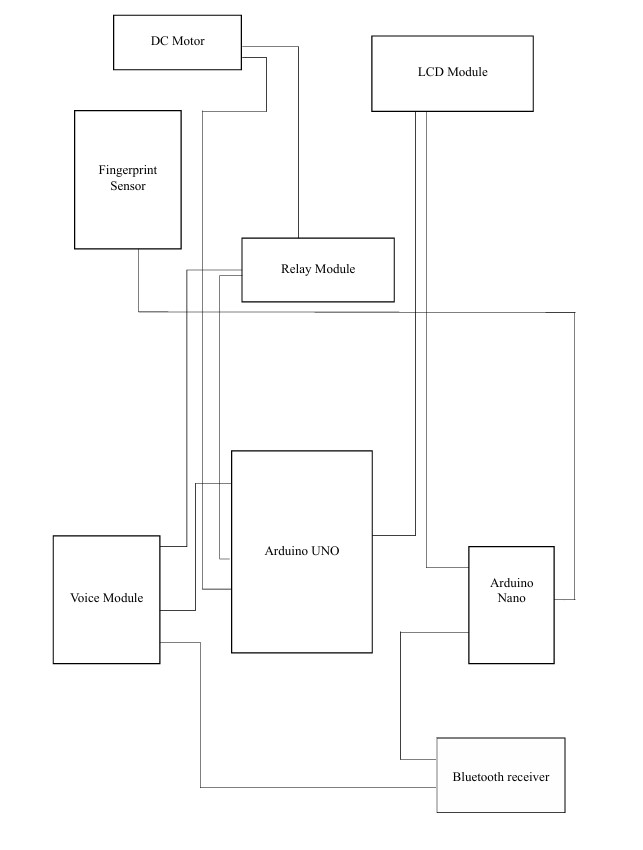 DC Motor
LCD Module
Fingerprint
Sensor
Relay Module
Arduino UNO
Voice Module
Arduino
Nano
Bluetooth receiver